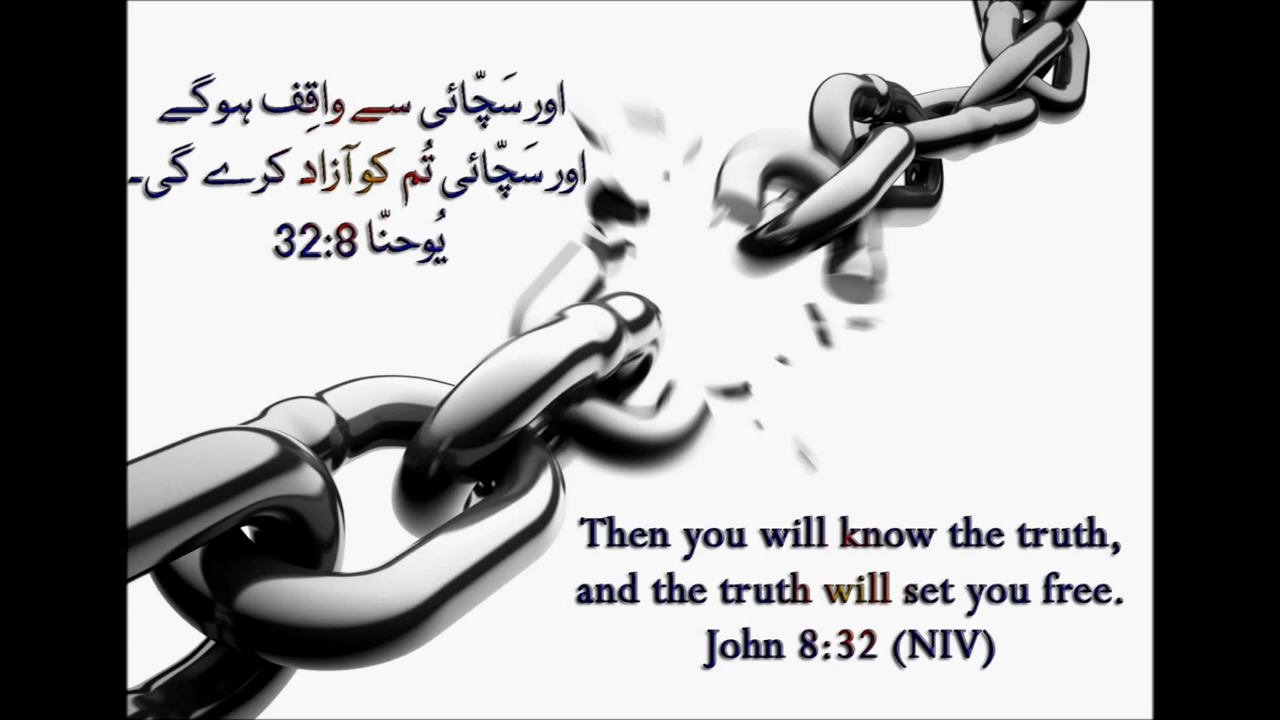 اور سَچّائی سے واقِف ہوگے
اور سَچّائی تُم کو آزاد کرے گی۔
یُوحنّا 32:8
Then you will know the truth,
and the truth will set you free.
John 8:32 (NIV)